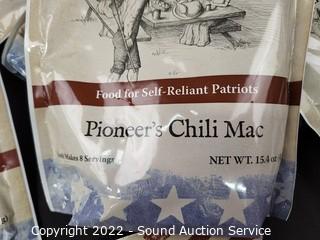 Food for Self-Reliant Patriots
Pioneer's Chili Mac
Makes 8 Servings
NET WT. 15.4 oz
Copyright 2022 - Sound Auction Service